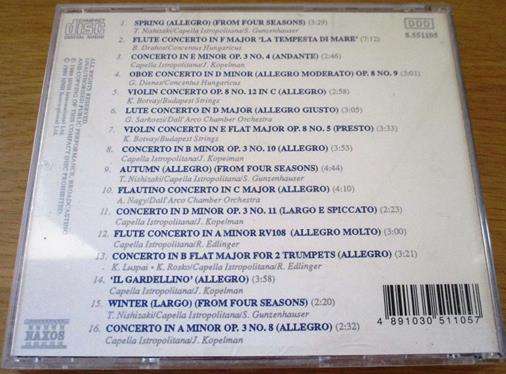 COMPACT disc DIGITAL AUDIO
DDD
8.551105
1 SPRING (ALLEGRO) (FROM FOUR SEASONS) (3:29)
T. Nishizaki/Capella Istropolitana/S. Gunzenhauser
2 FLUTE CONCERTO IN F MAJOR 'LA TEMPESTA DI MARE' (7:12)
B. Drahos/Concentus Hungaricus
3. CONCERTO IN E MINOR OP. 3 NO. 4 (ANDANTE) (2:46)
Capella Istropolitana/J. Kopelman
4 OBOE CONCERTO IN D MINOR (ALLEGRO MODERATO) OP. 8 NO. 9 (3:01)
Concentus Hungaricus
5 VIOLIN CONCERTO OP. 8 NO. 12 IN C (ALLEGRO) (2:58)
K. Botvay/Budapest Strings
6 LUTE CONCERTO IN D MAJOR (ALLEGRO GIUSTO) (3:05)
Dall'Arco Chamber Orchestra
7 VIOLIN CONCERTO IN E FLAT MAJOR OP. 8 NO. 5 (PRESTO) (3:33)
K. Botvay/Budapest Strings
8 CONCERTO IN B MINOR OP. 3 NO. 10 (ALLEGRO) (3:53)
Capella Istropolitana/J. Kopelman
9 AUTUMN (ALLEGRO) (FROM FOUR SEASONS) (4:44)
T. Nishizaki/Capella Istropolitana/S. Gunzenhauser
10 FLAUTINO CONCERTO IN C MAJOR (ALLEGRO) (4:10)
A. Nagy/Dall'Arco Chamber Orchestra
11 CONCERTO IN D MINOR OP. 3 NO. 11 (LARGO E SPICCATO) (2:23)
Capella Istropolitana/J. Kopelman
12 FLUTE CONCERTO IN A MINOR RV108 (ALLEGRO MOLTO) (3:00)
Capella Istropolitana/R. Edlinger
13. CONCERTO IN B FLAT MAJOR FOR 2 TRUMPETS (ALLEGRO) (3:21)
K. Rosko/Capella Istropolitana/R. Edlinger
14. 'IL GARDELLINO' (ALLEGRO) (3:58)
Capella Istropolitana/J. Kopelman
15. WINTER (LARGO) (FROM FOUR SEASONS) (2:20)
T. Nishizaki/Capella Istropolitana/S. Gunzenhauser
16. CONCERTO IN A MINOR OP. 3 NO. 8 (ALLEGRO) (2:32)
Capella Istropolitana/J. Kopelman
NAXOS
4 891030 511057